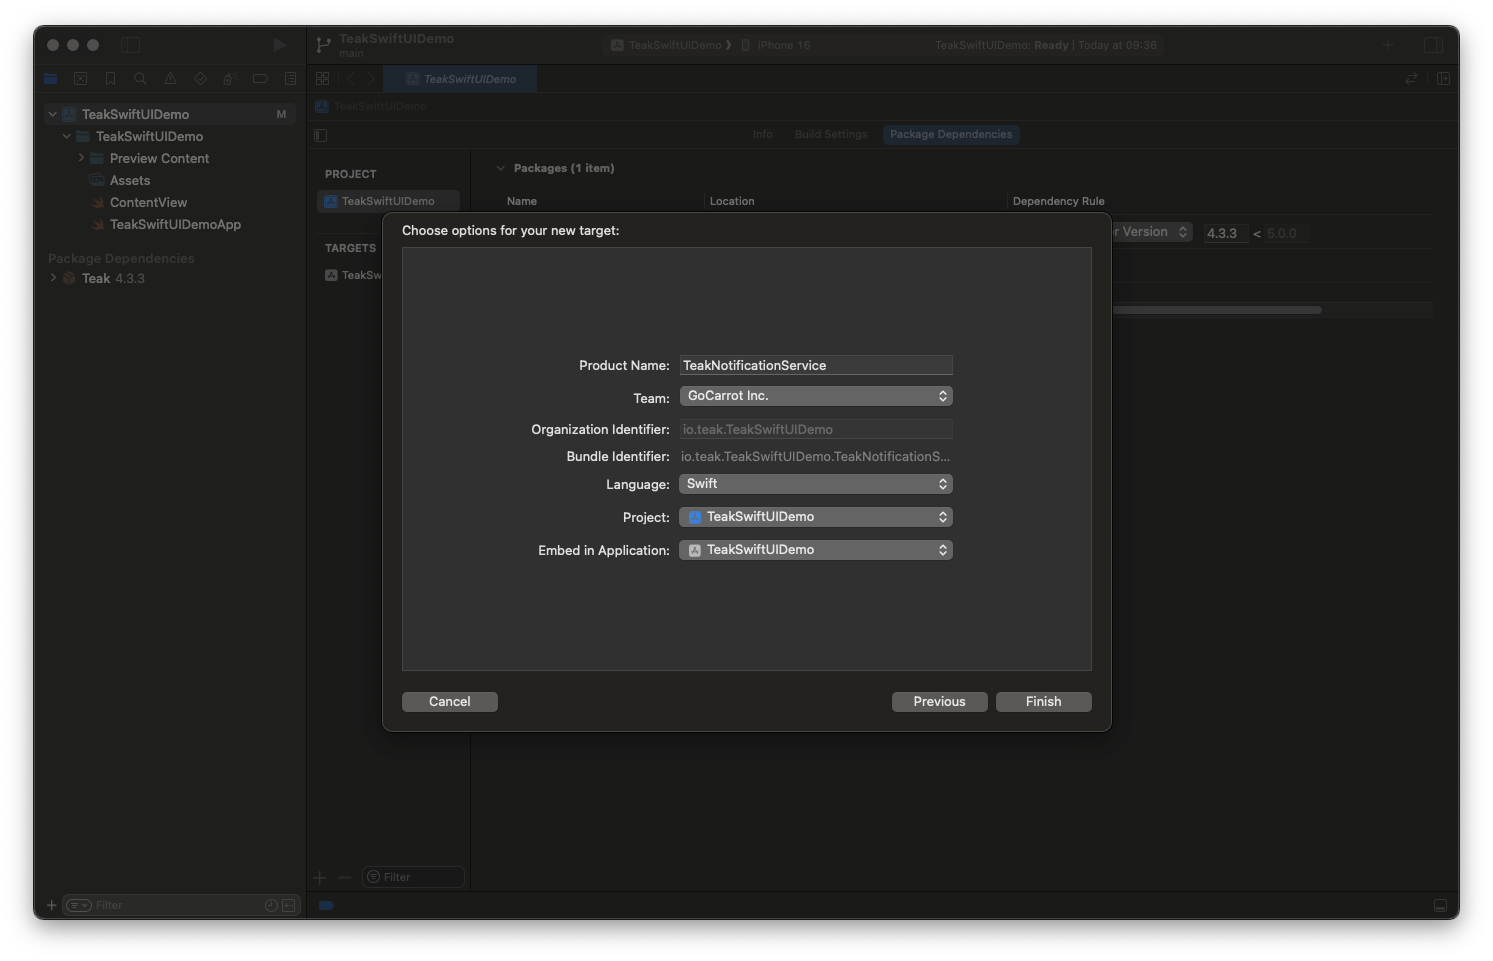 TeakSwiftUIDemo
main
TeakSwiftUIDemo ❯ iPhone 16
TeakSwiftUIDemo: Ready | Today at 09:36
TeakSwiftUIDemo
TeakSwiftUIDemo M
TeakSwiftUIDemo
Preview Content
Assets
ContentView
TeakSwiftUIDemoApp
Package Dependencies
Teak 4.3.3
Filter
TeakSwiftUIDemo
Info Build Settings Package Dependencies
PROJECT
TeakSwiftUIDemo
TARGETS
TeakSw
Filter
Packages (1 item)
Name Location Dependency Rule
r Version 4.3.3 < 5.0.0
Choose options for your new target:
Product Name: TeakNotificationService
Team: GoCarrot Inc.
Organization Identifier: io.teak.TeakSwiftUIDemo
Bundle Identifier: io.teak.TeakSwiftUIDemo.TeakNotificationS...
Language: Swift
Project: TeakSwiftUIDemo
Embed in Application: TeakSwiftUIDemo
Cancel Previous Finish